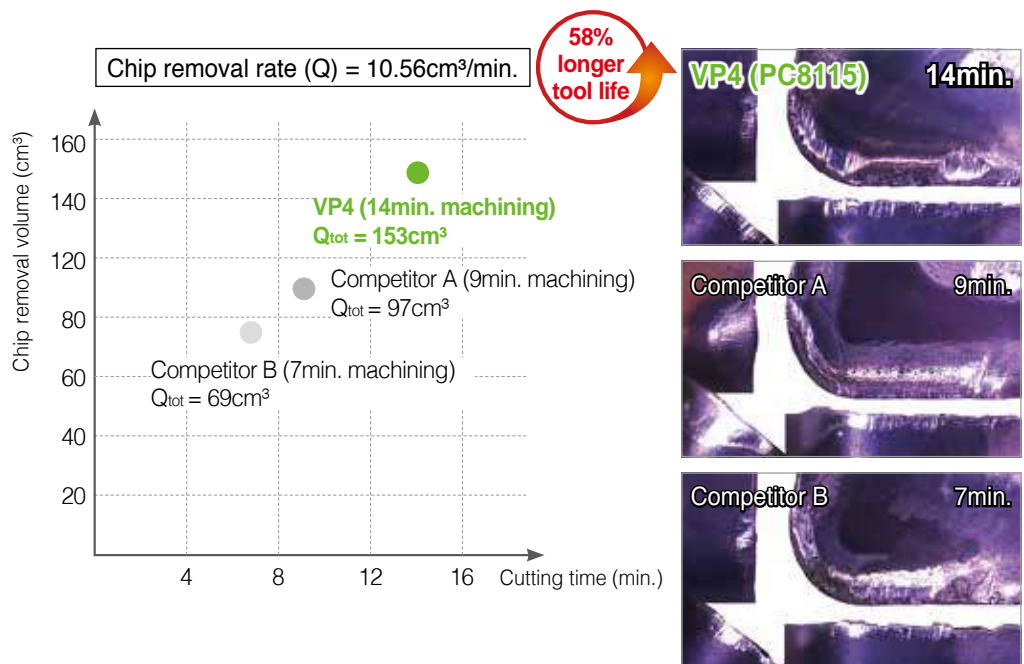 Chip removal rate (Q) = 10.56cm³/min.
58%
longer
tool life
Chip removal volume (cm³)
160
140
120
100
80
60
40
20
4
8
12
16
Cutting time (min.)
VP4 (14min. machining)
Qtot = 153cm³
Competitor A (9min. machining)
Qtot = 97cm³
Competitor B (7min. machining)
Qtot = 69cm³
VP4 (PC8115)
14min.
Competitor A
9min.
Competitor B
7min.